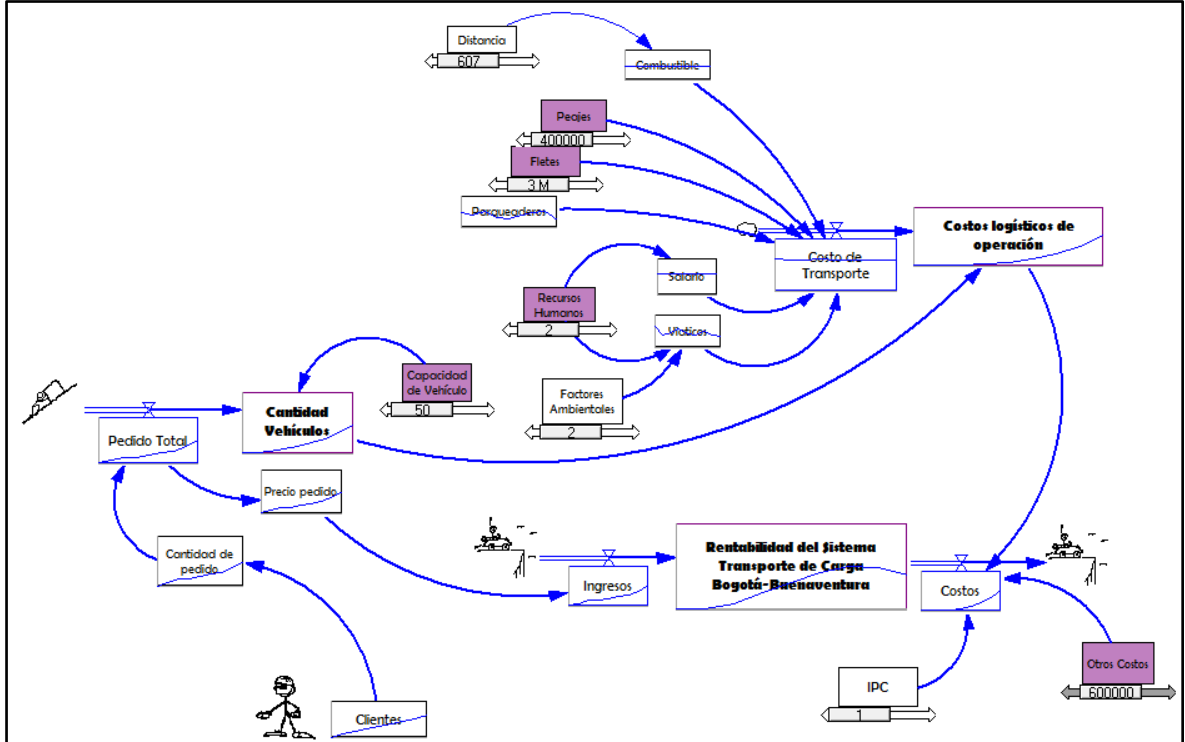 Distancia
607
Combustible
Peajes
400000
Fletes
3 M
Parqueaderos
Costos logísticos de
operación
Costo de
Transporte
Salario
Recursos
Humanos
2
Viaticos
Capacidad
de Vehículo
50
Factores
Ambientales
2
Cantidad
Vehículos
Pedido Total
Precio pedido
Cantidad de
pedido
Rentabilidad del Sistema
Transporte de Carga
Bogotá-Buenaventura
Ingresos
Costos
Otros Costos
600000
IPC
1
Clientes